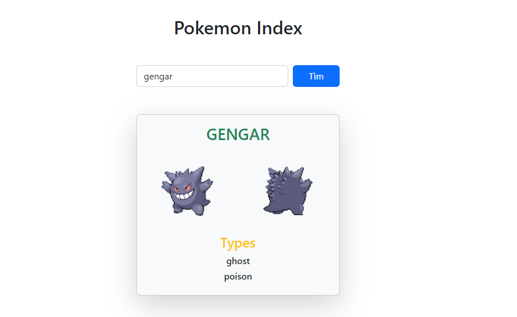 Pokemon Index
gengar
Tìm
GENGAR
Types
ghost
poison